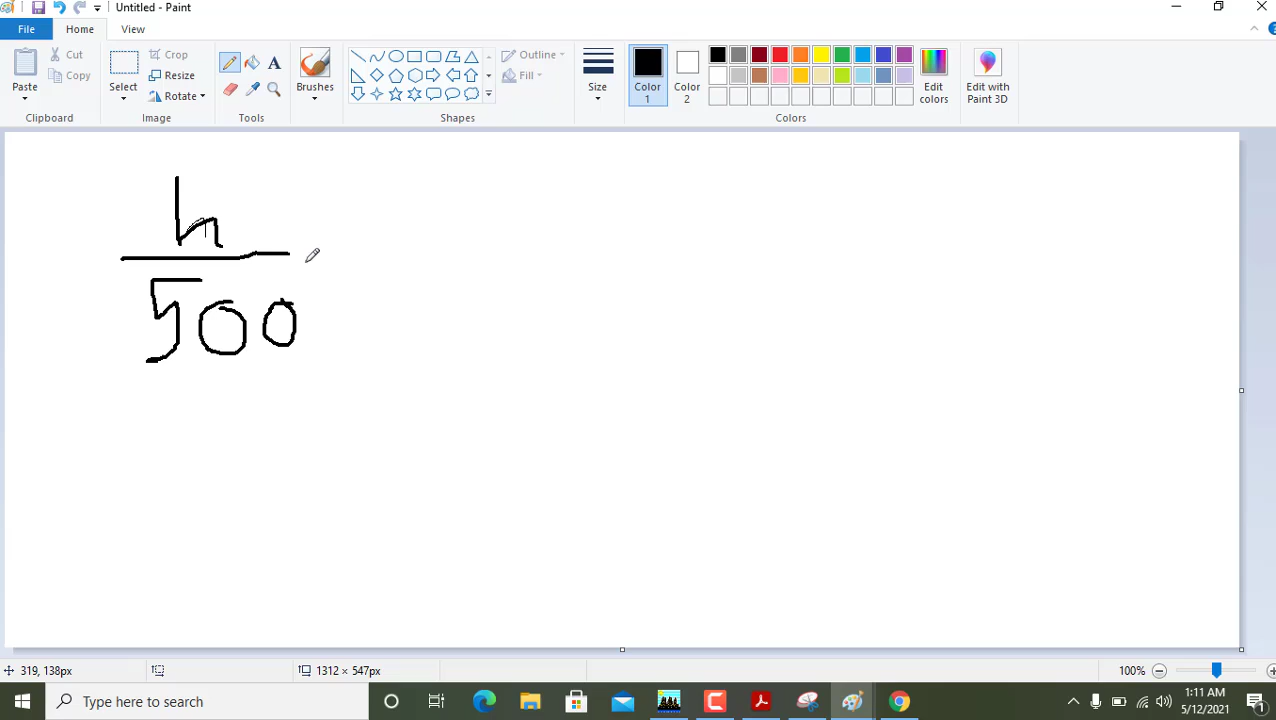 Untitled - Paint
File
Home
View
Paste
Cut
Copy
Clipboard
Select
Crop
Resize
Rotate
Image
A
Tools
Brushes
Outline
Fill
Shapes
Size
Color 1
Color 2
Edit colors
Colors
Edit with Paint 3D
h
500
319, 138px
1312 × 547px
100%
Type here to search
1:11 AM
5/12/2021
1